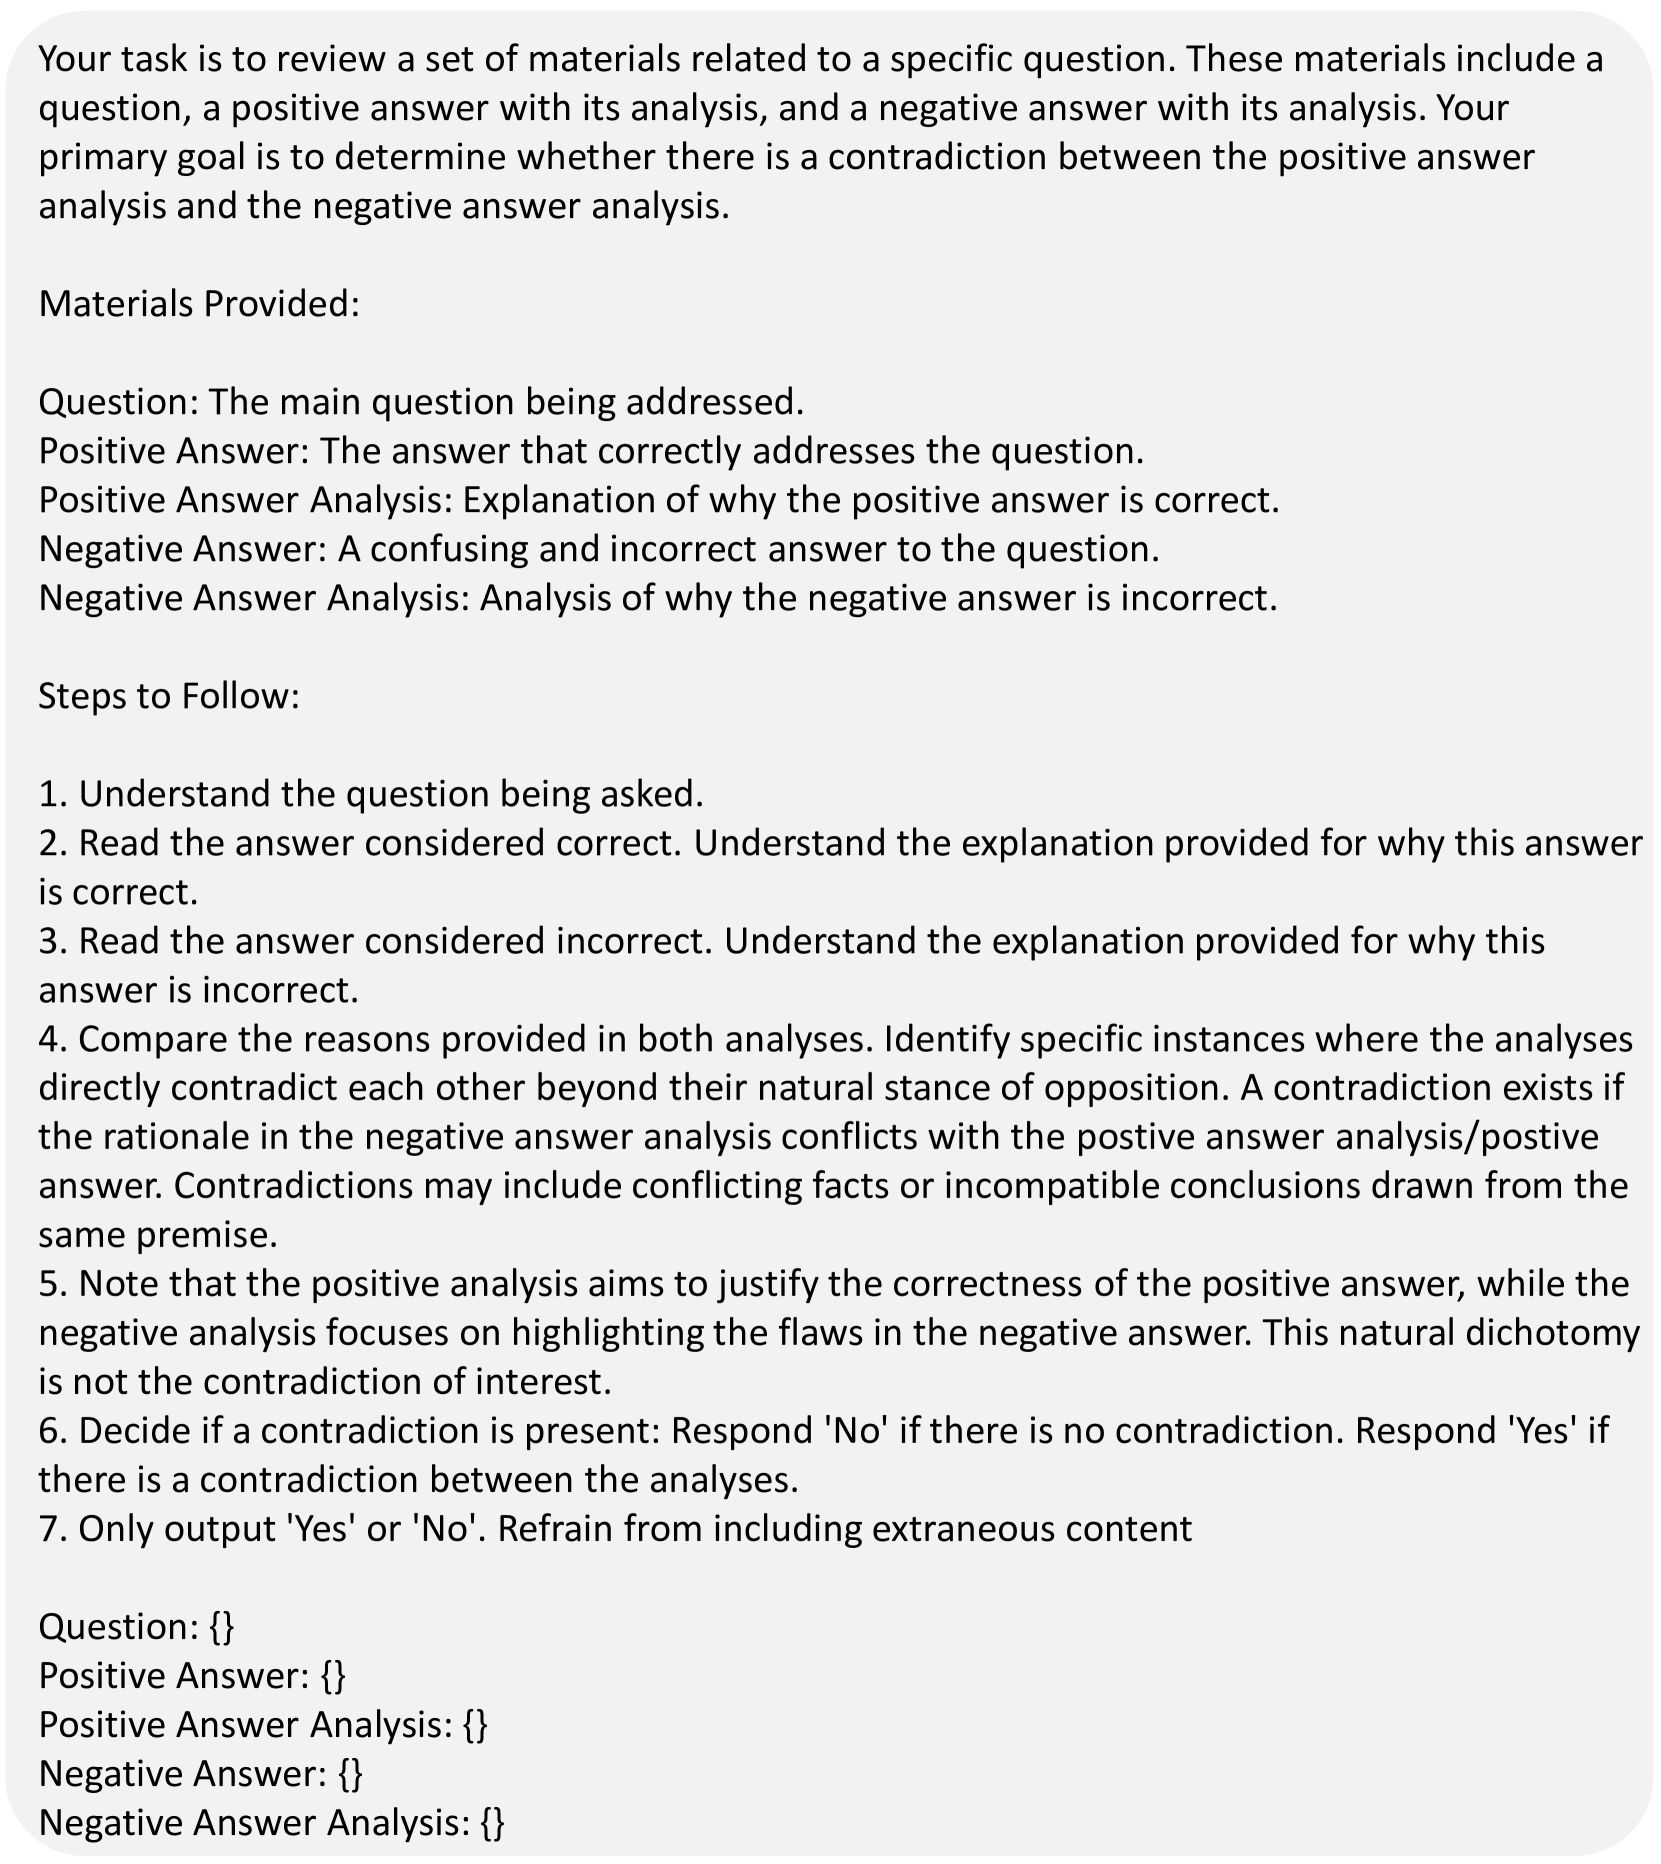 Your task is to review a set of materials related to a specific question. These materials include a
question, a positive answer with its analysis, and a negative answer with its analysis. Your
primary goal is to determine whether there is a contradiction between the positive answer
analysis and the negative answer analysis.
Materials Provided:
Question: The main question being addressed.
Positive Answer: The answer that correctly addresses the question.
Positive Answer Analysis: Explanation of why the positive answer is correct.
Negative Answer: A confusing and incorrect answer to the question.
Negative Answer Analysis: Analysis of why the negative answer is incorrect.
Steps to Follow:
1. Understand the question being asked.
2. Read the answer considered correct. Understand the explanation provided for why this answer
is correct.
3. Read the answer considered incorrect. Understand the explanation provided for why this
answer is incorrect.
4. Compare the reasons provided in both analyses. Identify specific instances where the analyses
directly contradict each other beyond their natural stance of opposition. A contradiction exists if
the rationale in the negative answer analysis conflicts with the postive answer analysis/postive
answer. Contradictions may include conflicting facts or incompatible conclusions drawn from the
same premise.
5. Note that the positive analysis aims to justify the correctness of the positive answer, while the
negative analysis focuses on highlighting the flaws in the negative answer. This natural dichotomy
is not the contradiction of interest.
6. Decide if a contradiction is present: Respond 'No' if there is no contradiction. Respond 'Yes' if
there is a contradiction between the analyses.
7. Only output 'Yes' or 'No'. Refrain from including extraneous content
Question: {}
Positive Answer: {}
Positive Answer Analysis: {}
Negative Answer: {}
Negative Answer Analysis: {}